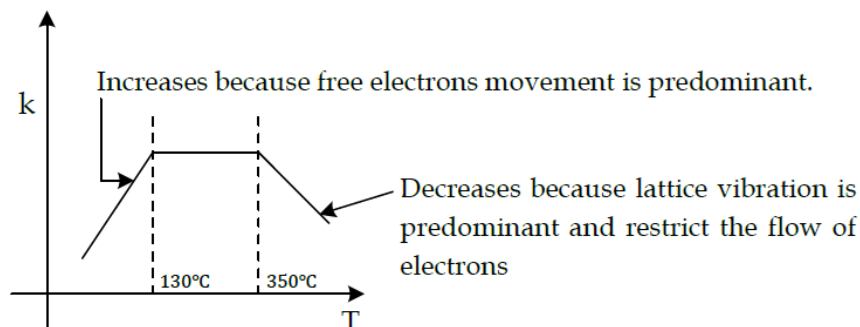 Increases because free electrons movement is predominant.
k
Decreases because lattice vibration is
predominant and restrict the flow of
electrons
130°C
350°C
T